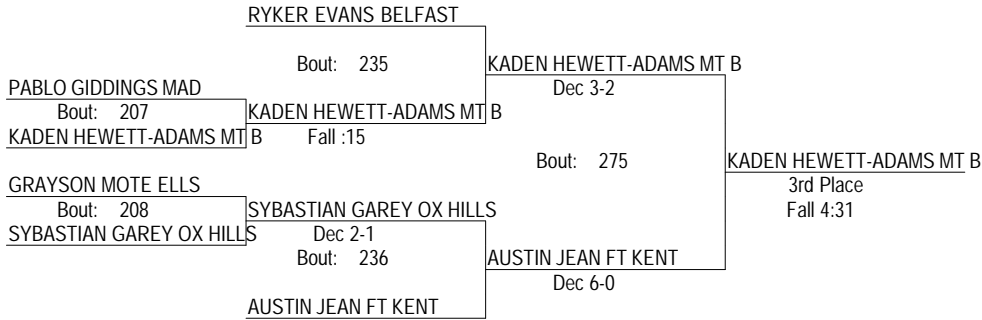 RYKER EVANS BELFAST
Bout: 235
KADEN HEWETT-ADAMS MT B
Dec 3-2
PABLO GIDDINGS MAD
Bout: 207
KADEN HEWETT-ADAMS MT B
KADEN HEWETT-ADAMS MT B
Fall :15
Bout: 275
KADEN HEWETT-ADAMS MT B
3rd Place
Fall 4:31
GRAYSON MOTE ELLS
Bout: 208
SYBASTIAN GAREY OX HILLS
SYBASTIAN GAREY OX HILLS
Dec 2-1
Bout: 236
AUSTIN JEAN FT KENT
Dec 6-0
AUSTIN JEAN FT KENT